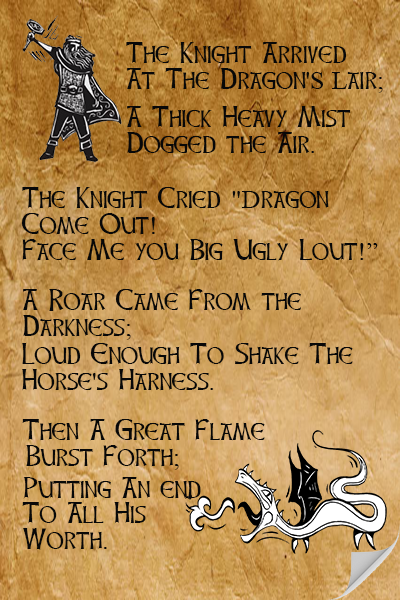 The Knight Arrived
At The Dragon's lair;
A Thick Heavy Mist
Dogged the Air.
The Knight Cried "Dragon
Come Out!
Face Me you Big Ugly Lout!”
A Roar Came From the
Darkness;
Loud Enough To Shake The
Horse's Harness.
Then A Great Flame
Burst Forth;
Putting An end
To All His
Worth.